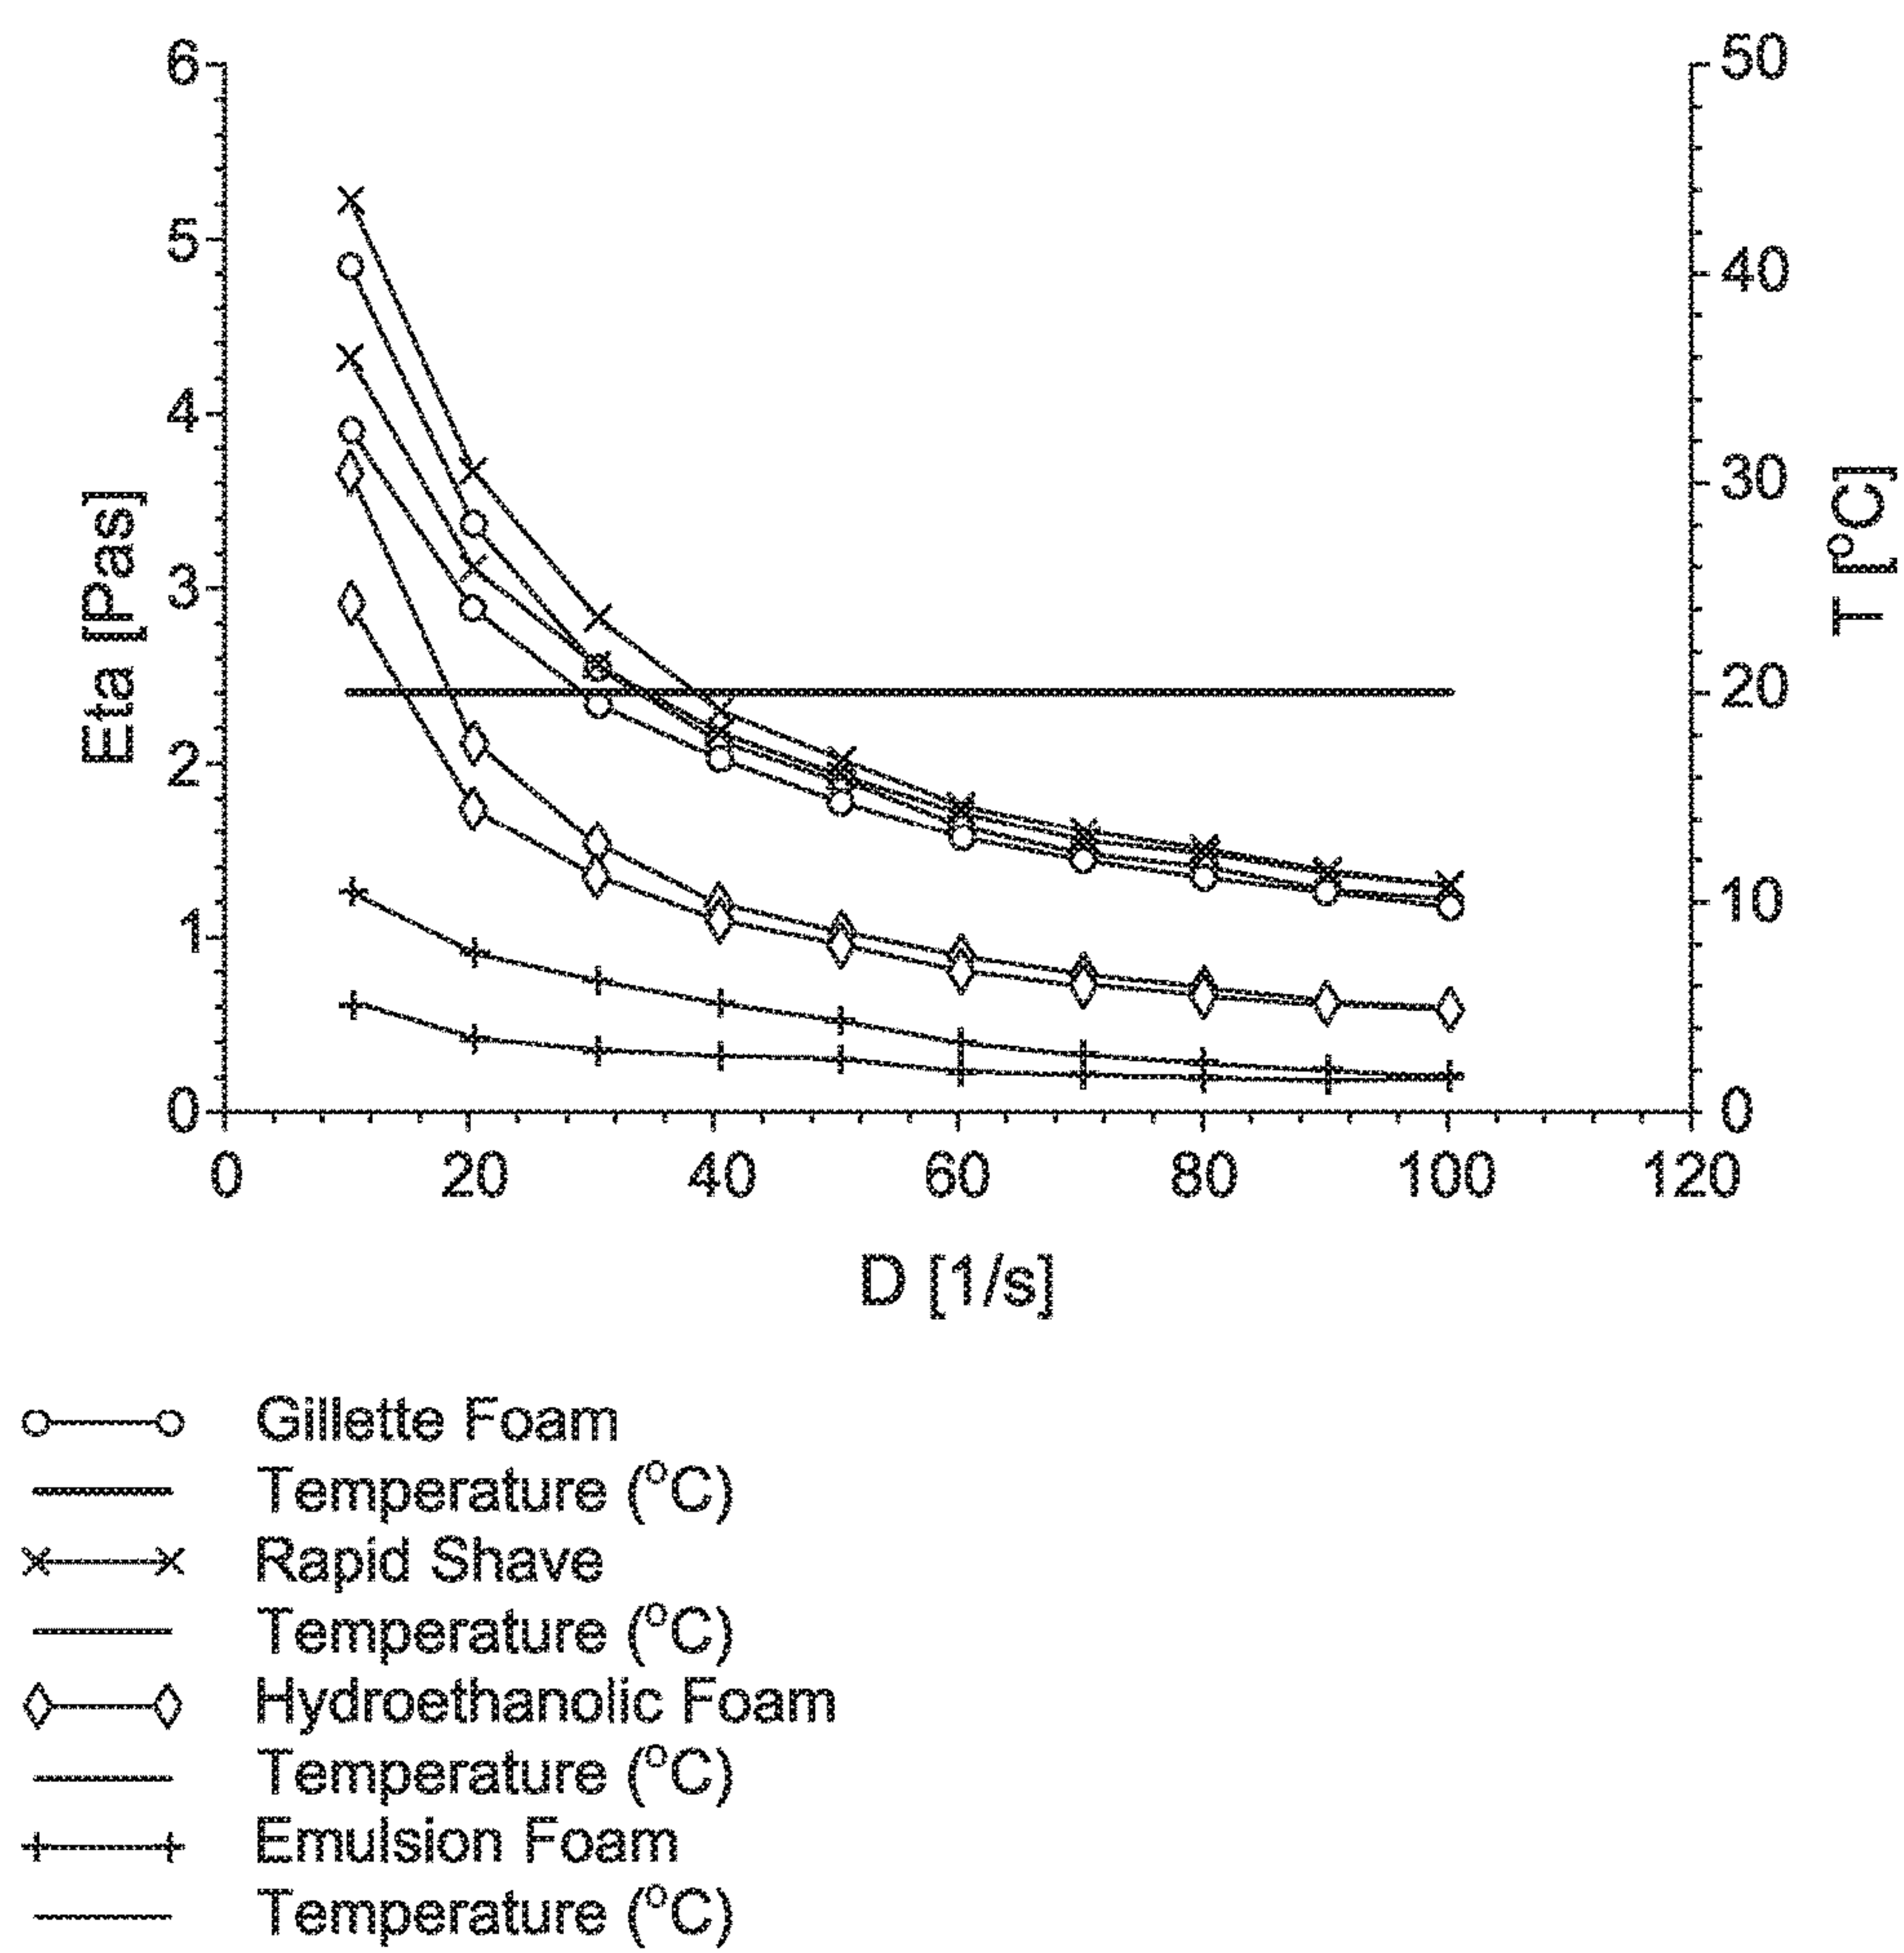 6
5
4
3
2
1
0
Eta [Pas]
50
40
30
20
10
0
T [°C]
0 20 40 60 80 100 120
D [1/s]
Gillette Foam
Temperature (°C)
Rapid Shave
Temperature (°C)
Hydroethanolic Foam
Temperature (°C)
Emulsion Foam
Temperature (°C)